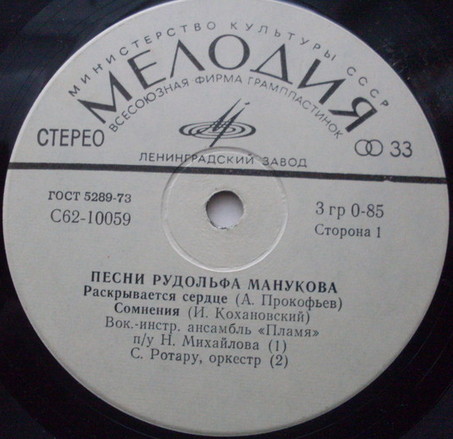 МИНИСТЕРСТВО КУЛЬТУРЫ СССР
МЕЛОДИЯ
ВСЕСОЮЗНАЯ ФИРМА ГРАМПЛАСТИНОК
СТЕРЕО
33
ЛЕНИНГРАДСКИЙ ЗАВОД
ГОСТ 5289-73
С62-10059
3 гр 0-85
Сторона 1
ПЕСНИ РУДОЛЬФА МАНУКОВА
Раскрывается сердце (А. Прокофьев)
Сомнения (И. Кохановский)
Вок.-инстр. ансамбль «Пламя»
п/у Н. Михайлова (1)
С. Ротару, оркестр (2)